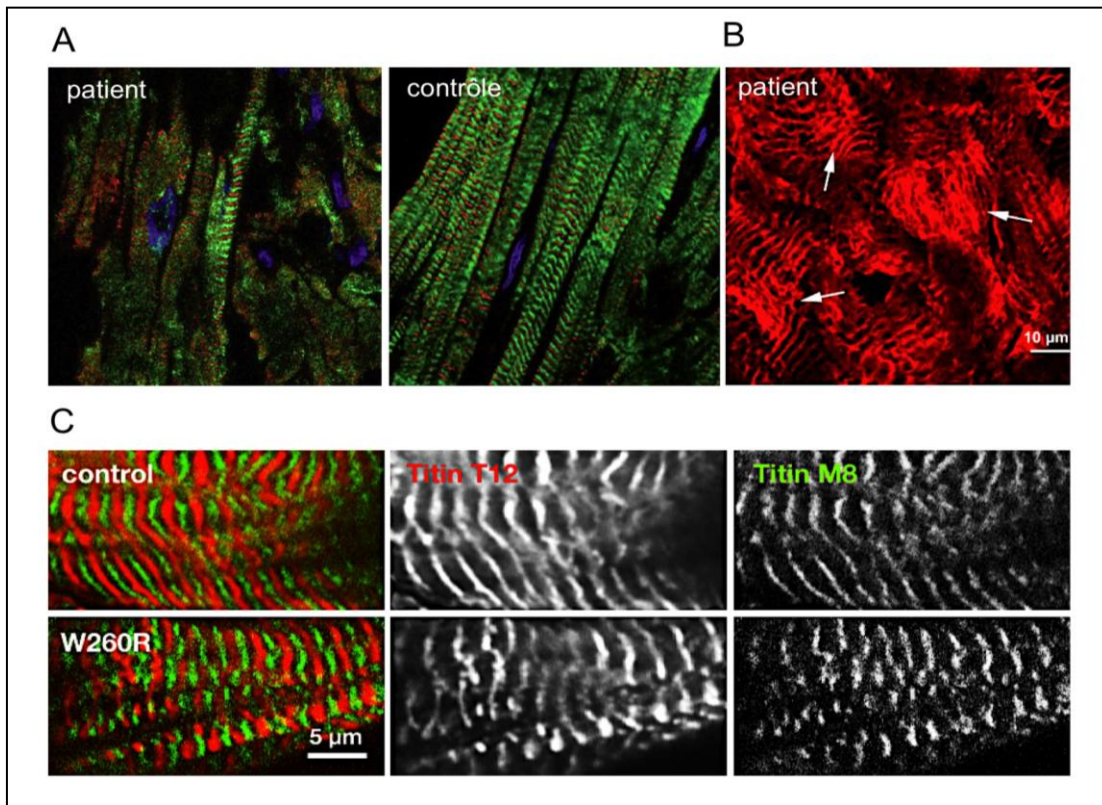 A
B
patient
contrôle
patient
10 µm
C
control
Titin T12
Titin M8
W260R
5 µm